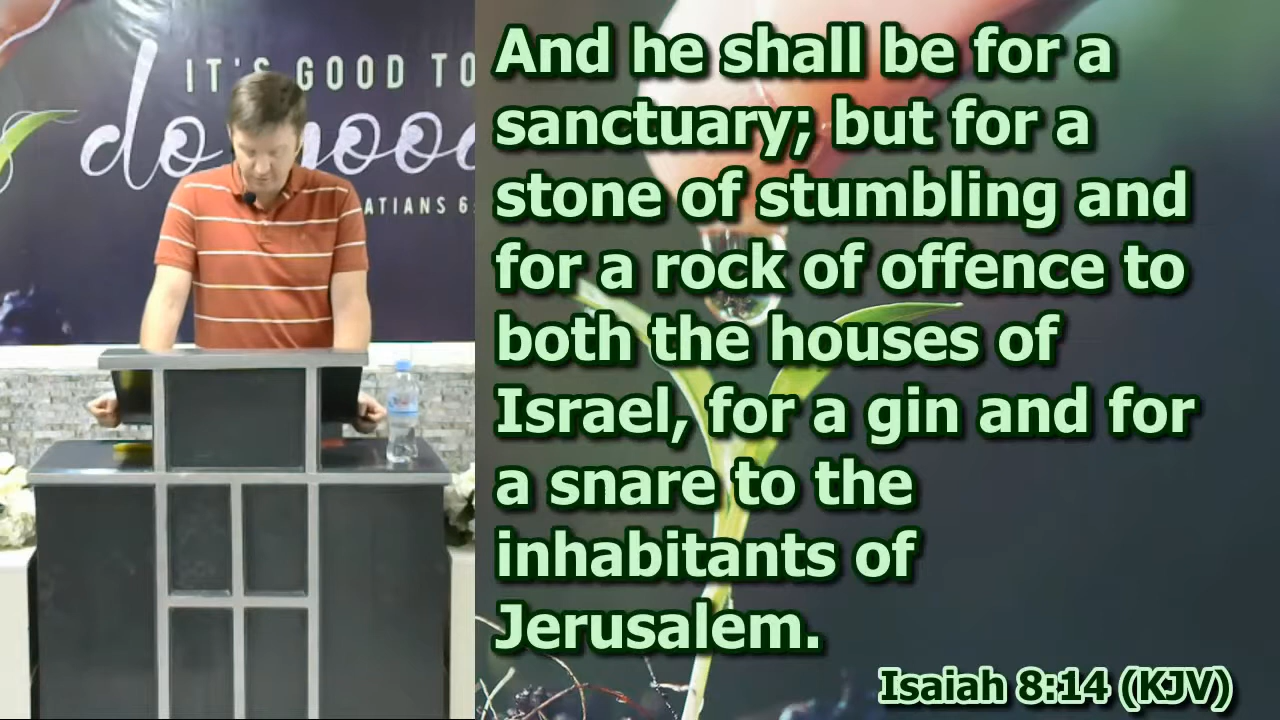 IT'S GOOD TO
do
ATIANS 6:
And he shall be for a
sanctuary; but for a
stone of stumbling and
for a rock of offence to
both the houses of
Israel, for a gin and for
a snare to the
inhabitants of
Jerusalem.
Isaiah 8:14 (KJV)